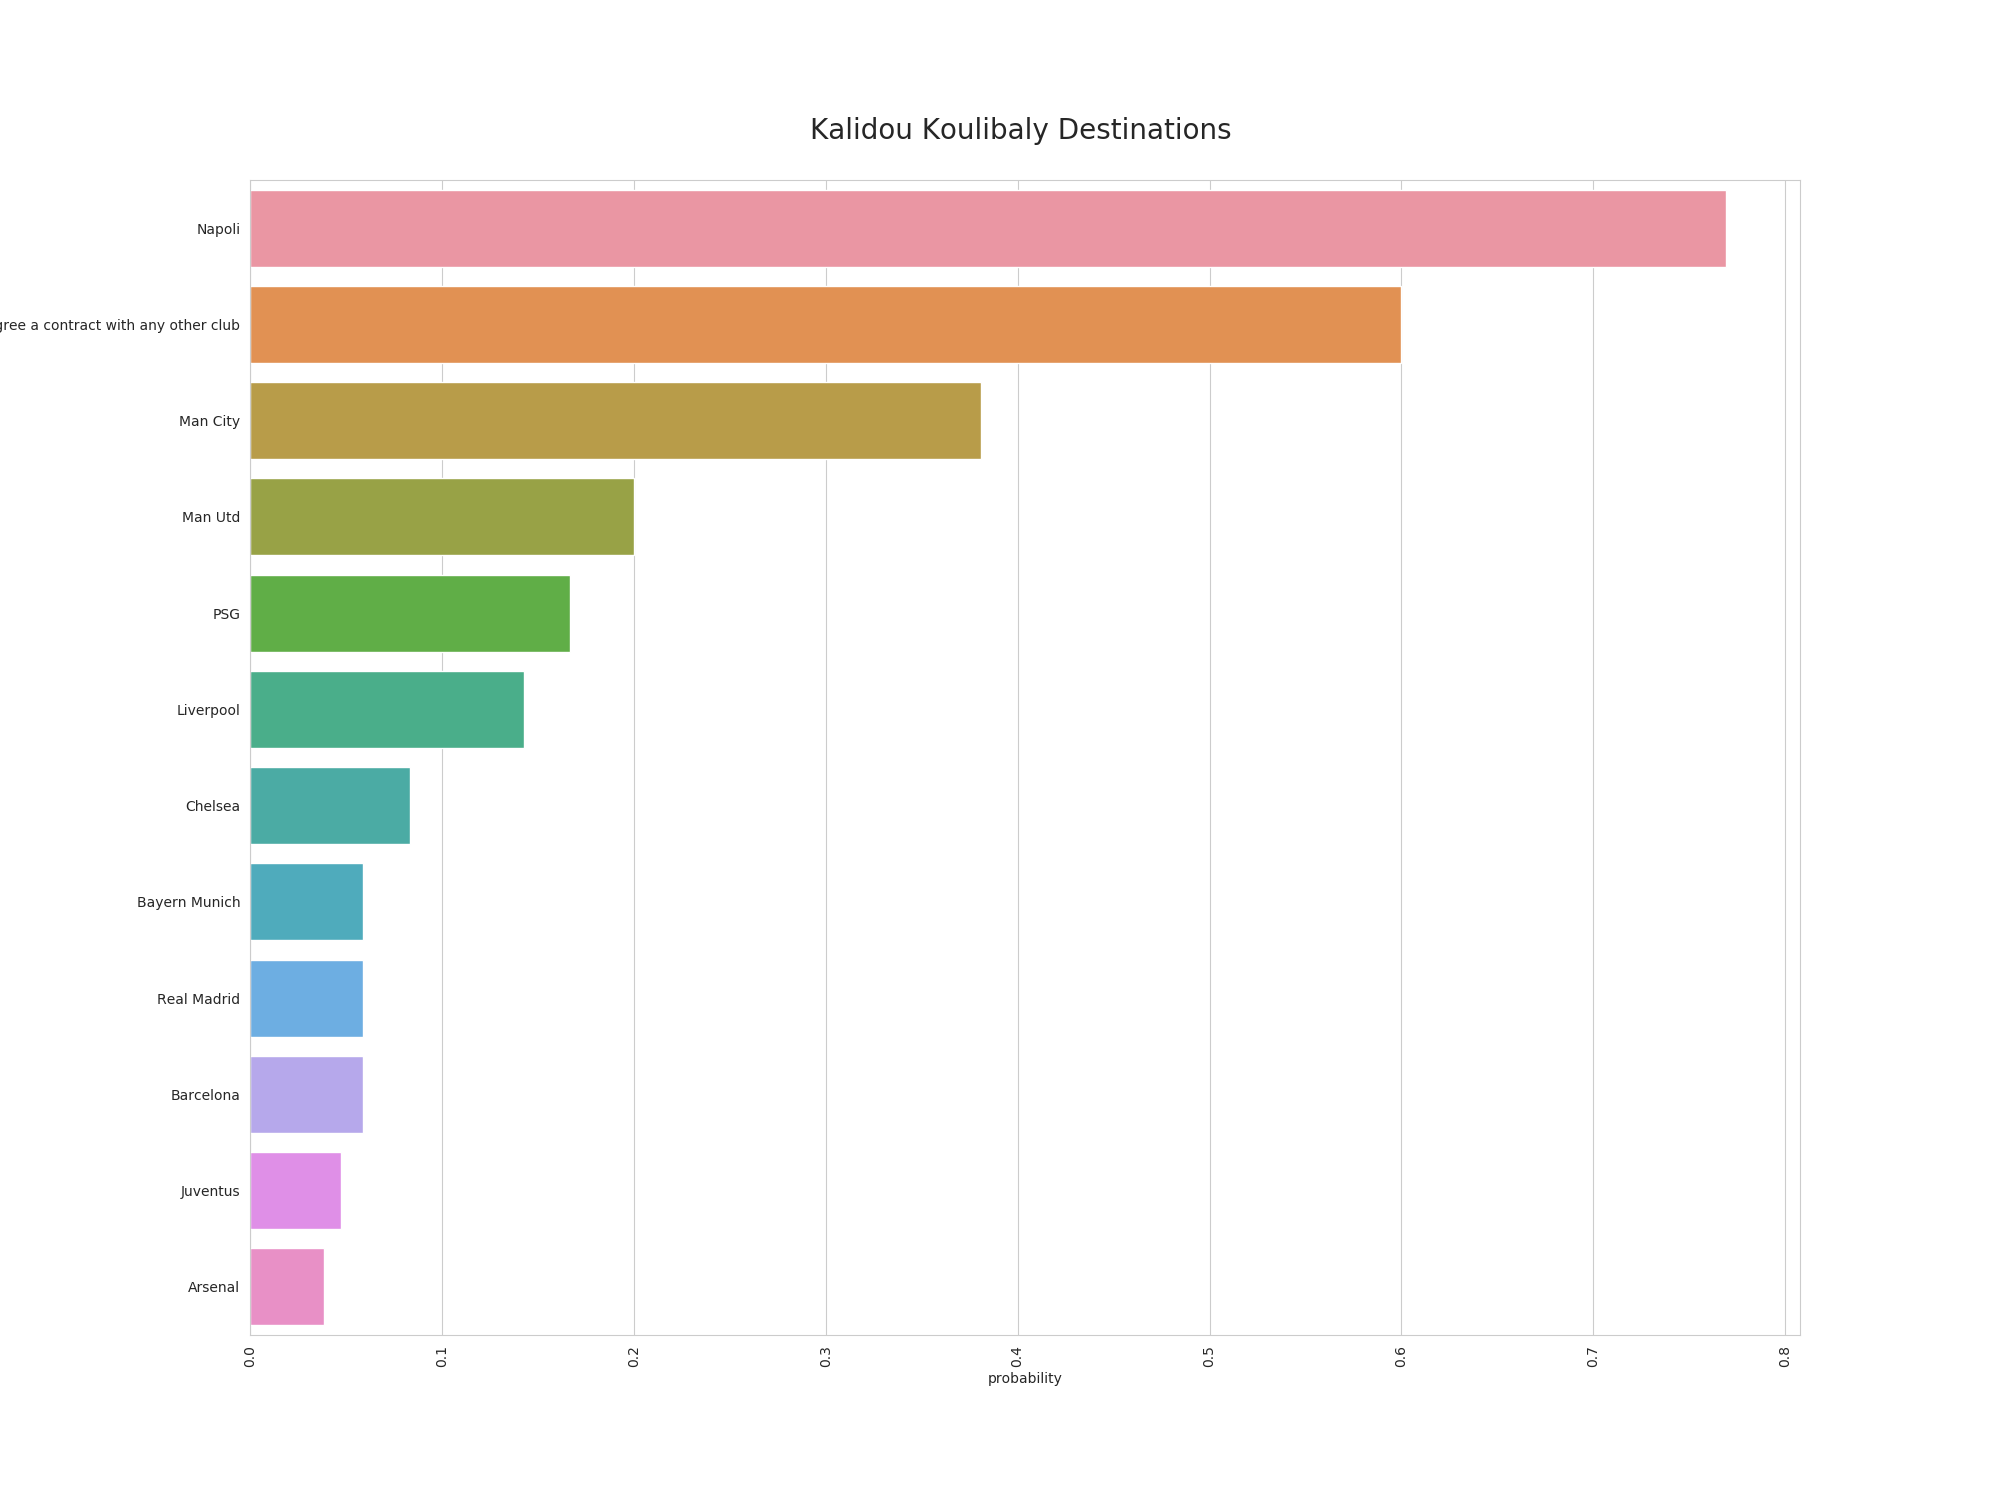 Kalidou Koulibaly Destinations
Napoli
agree a contract with any other club
Man City
Man Utd
PSG
Liverpool
Chelsea
Bayern Munich
Real Madrid
Barcelona
Juventus
Arsenal
0.0 0.1 0.2 0.3 0.4 0.5 0.6 0.7 0.8
probability